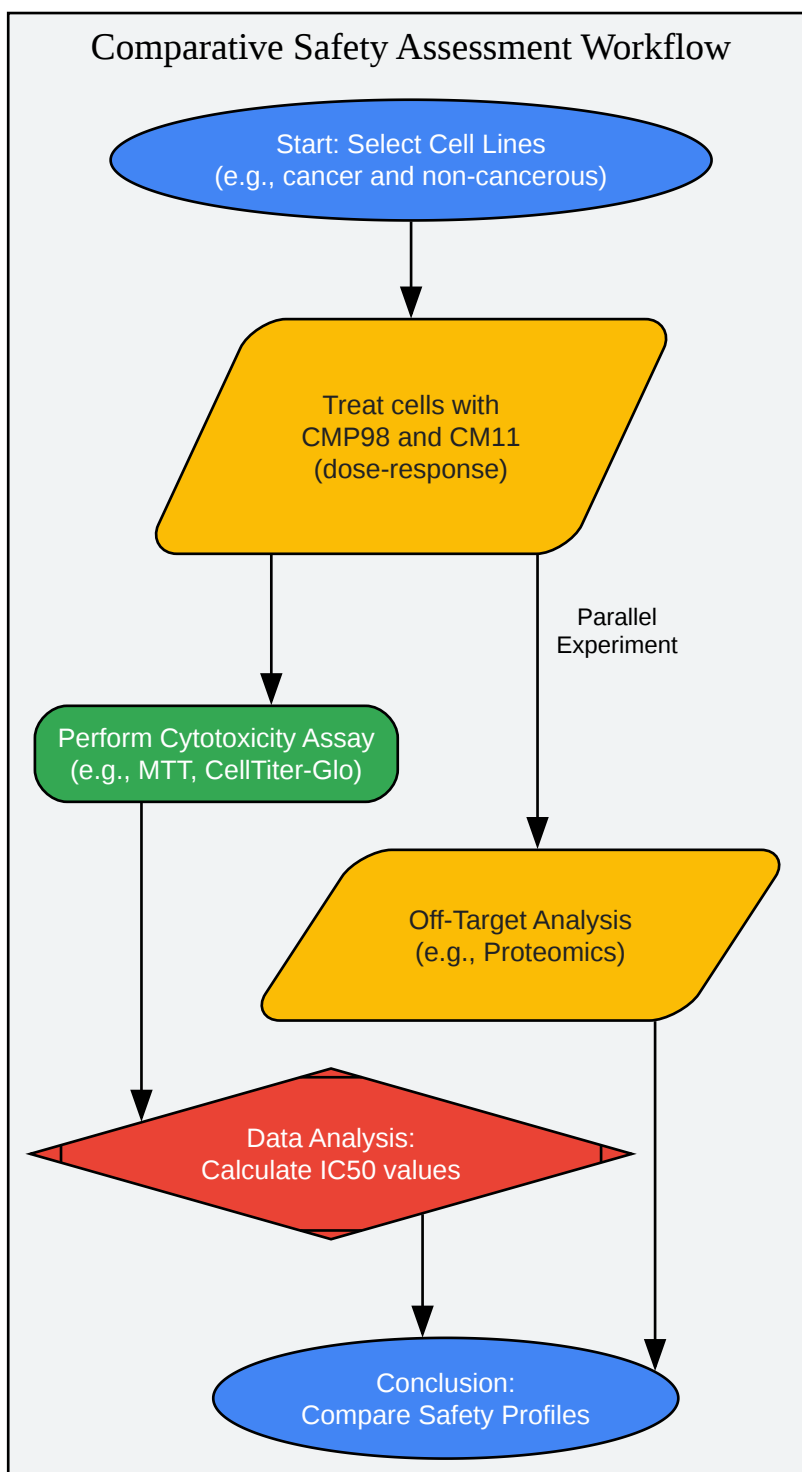 Comparative Safety Assessment Workflow
Start: Select Cell Lines
(e.g., cancer and non-cancerous)
Treat cells with
CMP98 and CM11
(dose-response)
Parallel
Experiment
Perform Cytotoxicity Assay
(e.g., MTT, CellTiter-Glo)
Off-Target Analysis
(e.g., Proteomics)
Data Analysis:
Calculate IC50 values
Conclusion:
Compare Safety Profiles